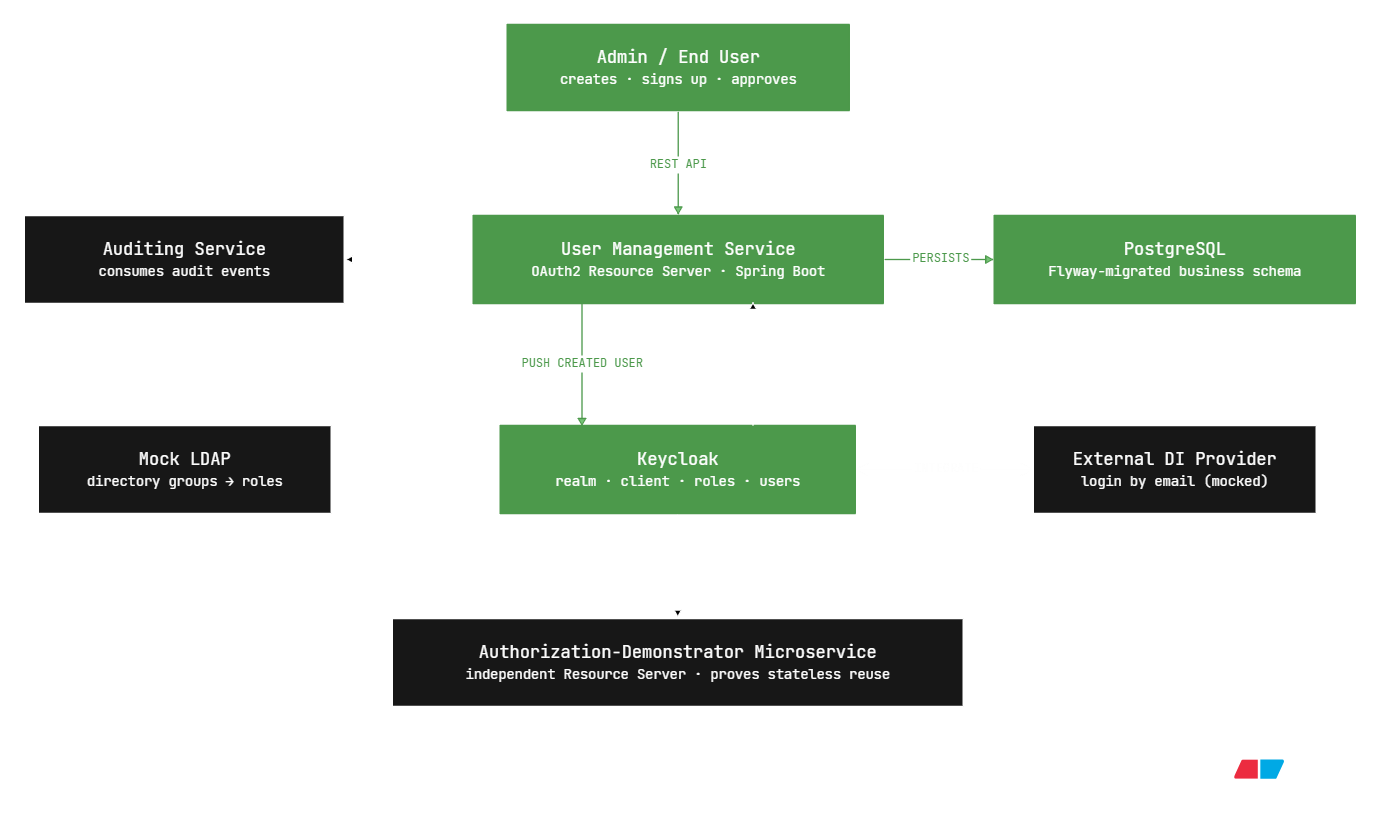 Admin / End User
creates · signs up · approves
REST API
Auditing Service
consumes audit events
User Management Service
OAuth2 Resource Server · Spring Boot
PERSISTS
PostgreSQL
Flyway-migrated business schema
PUSH CREATED USER
Mock LDAP
directory groups → roles
Keycloak
realm · client · roles · users
External DI Provider
login by email (mocked)
Authorization-Demonstrator Microservice
independent Resource Server · proves stateless reuse